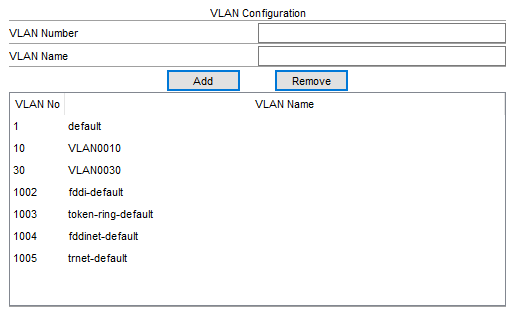 VLAN Configuration
VLAN Number
VLAN Name
Add Remove
VLAN No VLAN Name
1 default
10 VLAN0010
30 VLAN0030
1002 fddi-default
1003 token-ring-default
1004 fddinet-default
1005 trnet-default